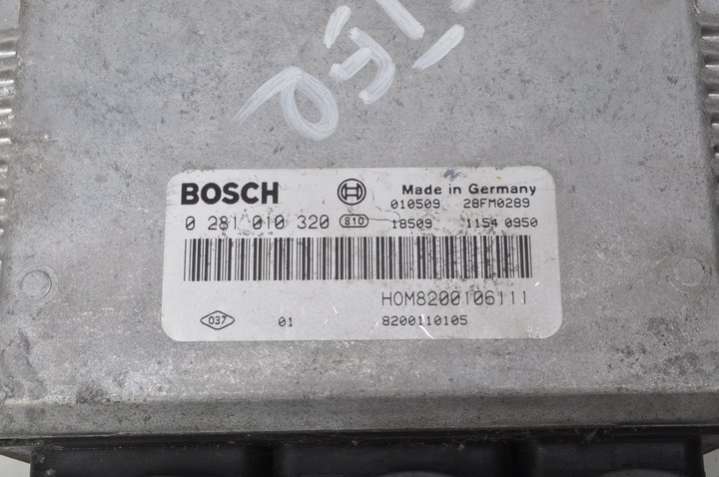 BOSCH
Made in Germany
010509 28FM0289
0 281 010 320 810 18509 1154 0950
HOM8200106111
037 01 8200110105